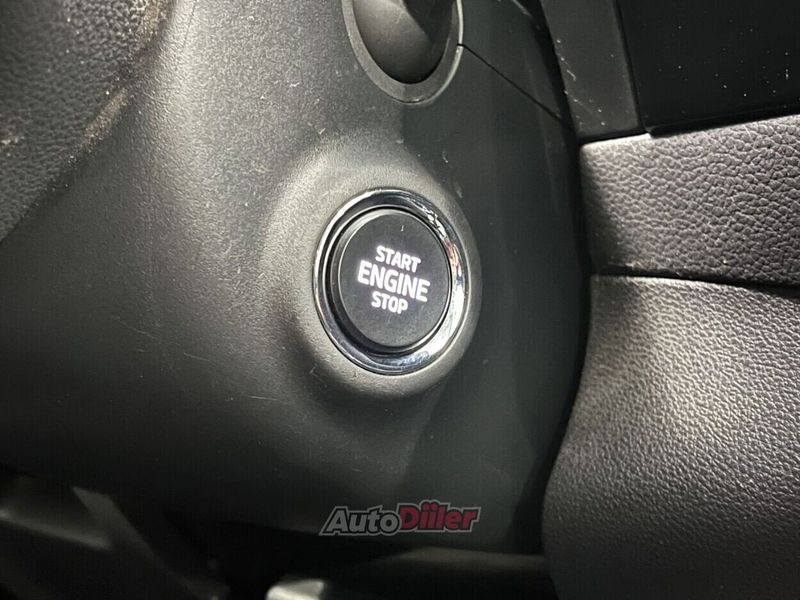 START
ENGINE
STOP
AutoDiiler